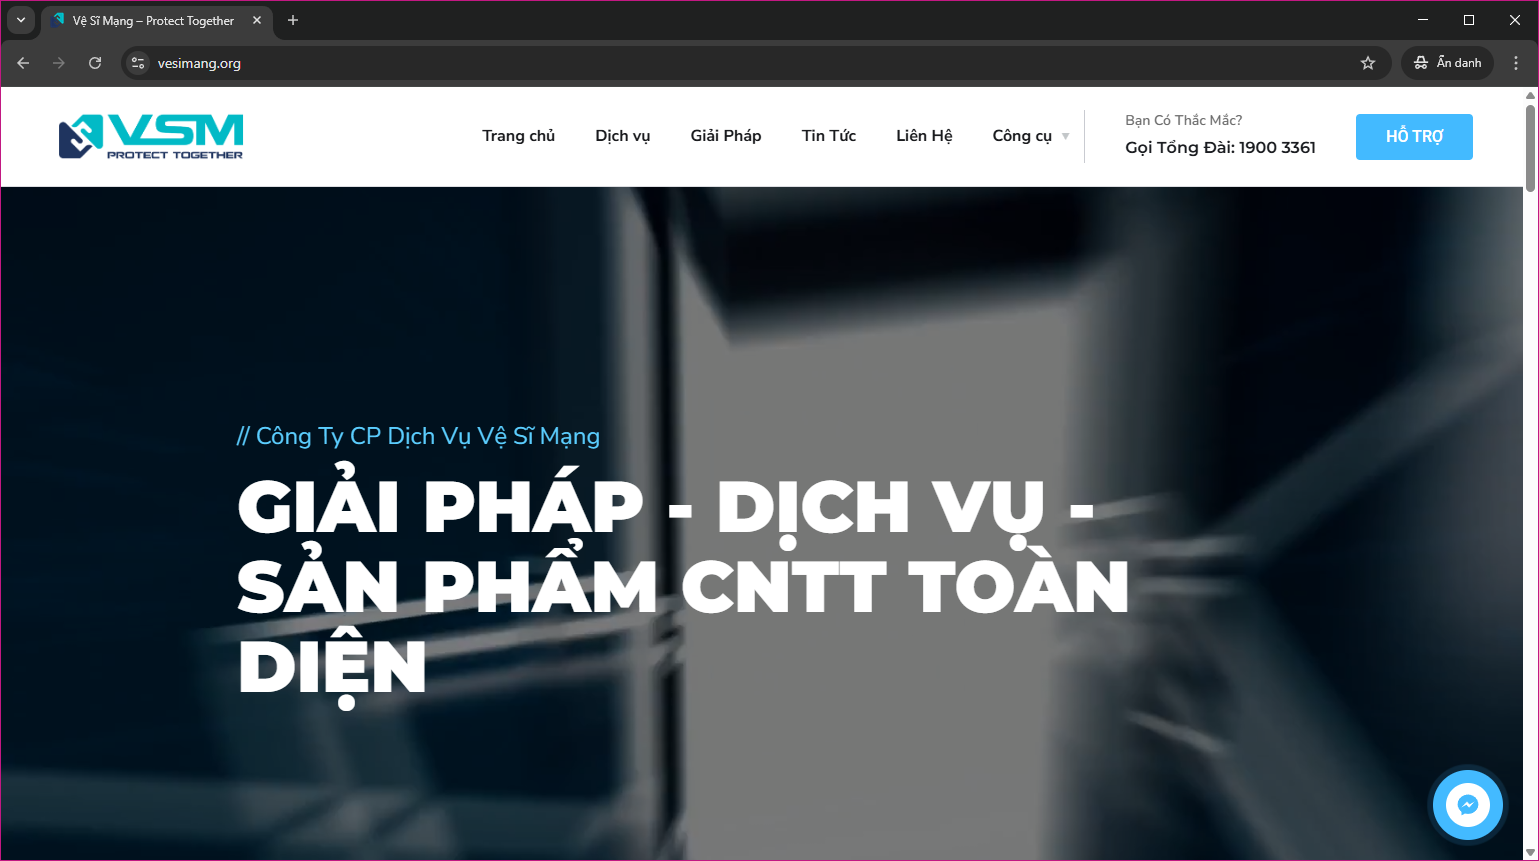 Vệ Sĩ Mạng – Protect Together
vesimang.org
Ẩn danh
VSM
PROTECT TOGETHER
Trang chủ
Dịch vụ
Giải Pháp
Tin Tức
Liên Hệ
Công cụ
Bạn Có Thắc Mắc?
Gọi Tổng Đài: 1900 3361
HỖ TRỢ
// Công Ty CP Dịch Vụ Vệ Sĩ Mạng
GIẢI PHÁP - DỊCH VỤ -
SẢN PHẨM CNTT TOÀN
DIỆN